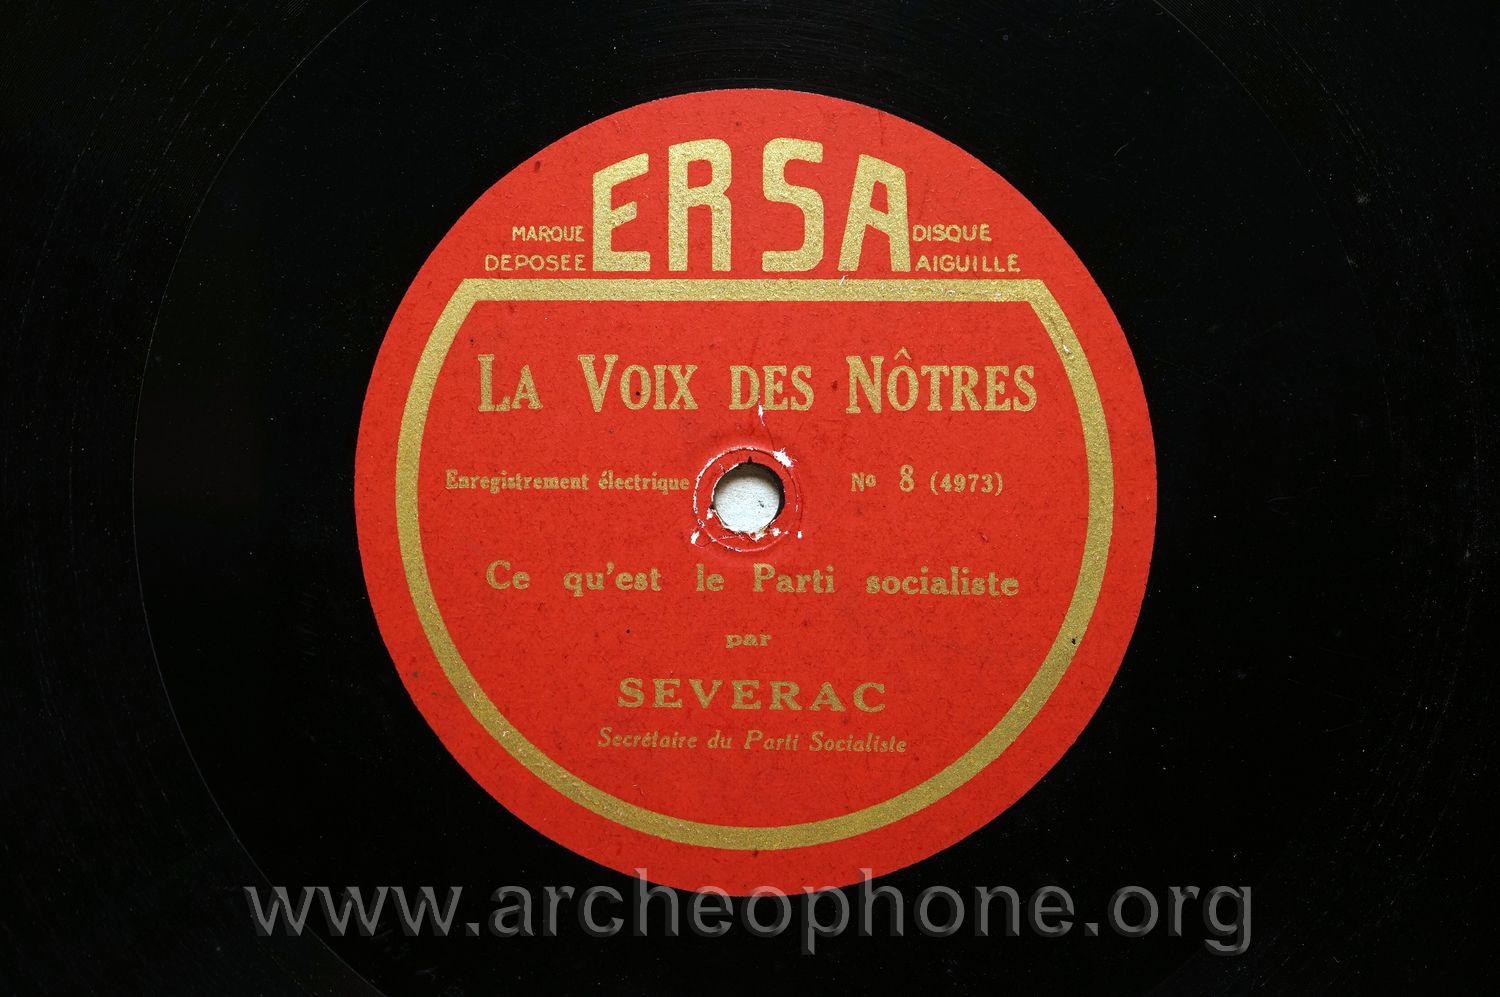 ERSA
MARQUE DISQUE
DEPOSEE AIGUILLE
LA VOIX DES NÔTRES
Enregistrement électrique No 8 (4973)
Ce qu'est le Parti socialiste
par
SEVERAC
Secrétaire du Parti Socialiste
www.archeophone.org